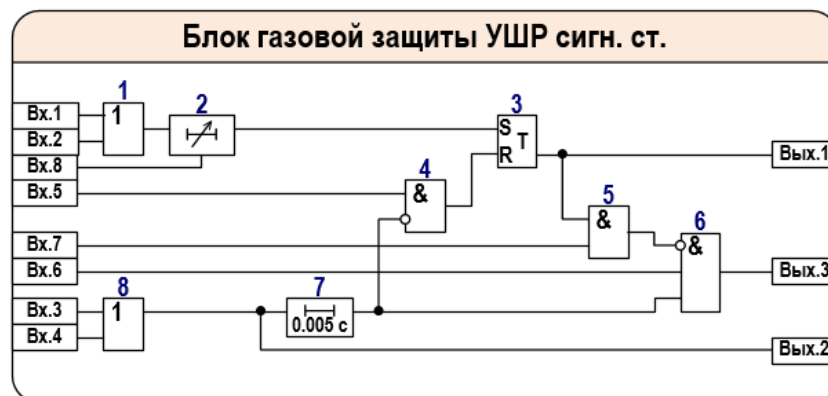 Блок газовой защиты УШР сигн. ст.
1 2 3
Вх.1 1 S
Вх.2 T
Вх.8 R Вых.1
4
Вх.5 & 5
& 6
Вх.7 &
Вх.6 Вых.3
8 7
Вх.3 1
Вх.4 0.005 с
Вых.2